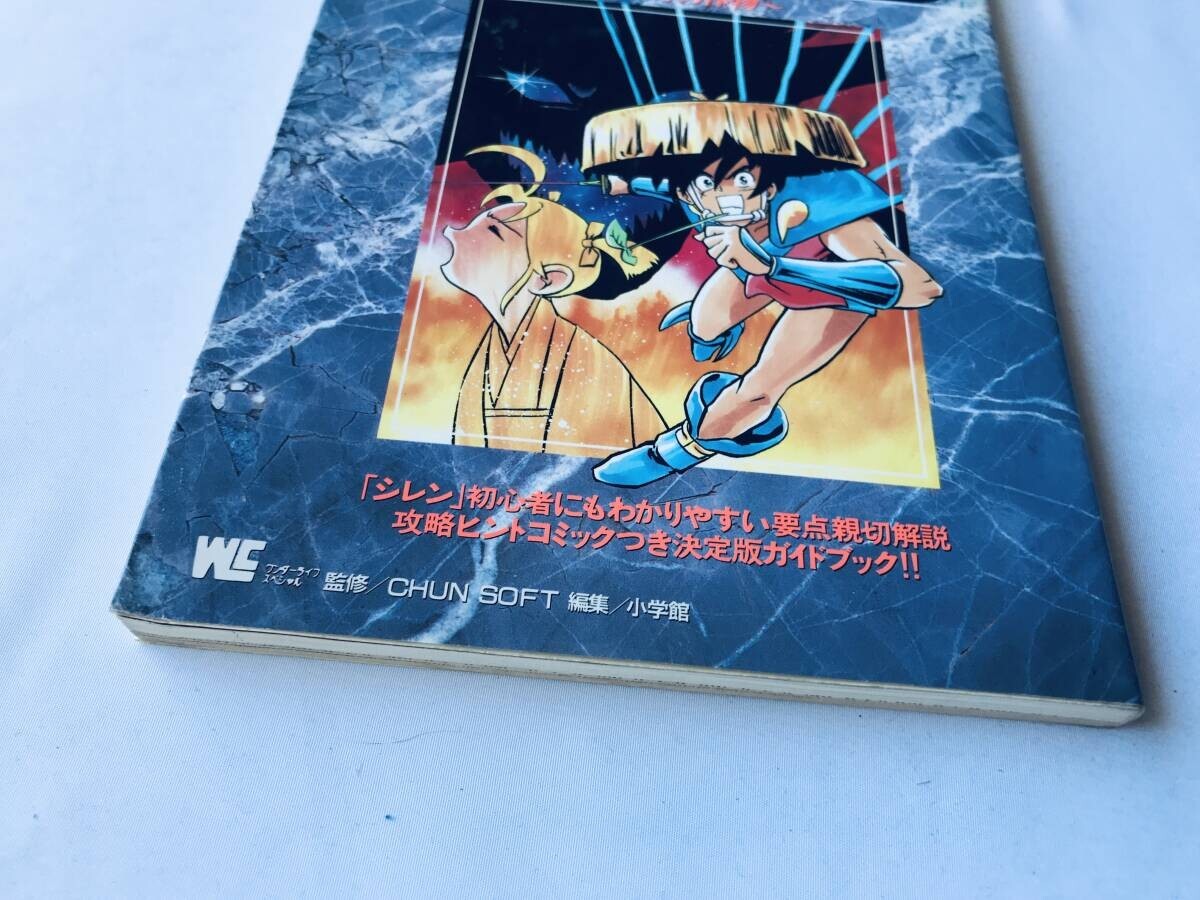 「シレン」初心者にもわかりやすい要点親切解説
攻略ヒントコミックつき決定版ガイドブック!!
WLS
ワンダーライフ
スペシャル
監修/CHUN SOFT 編集/小学館